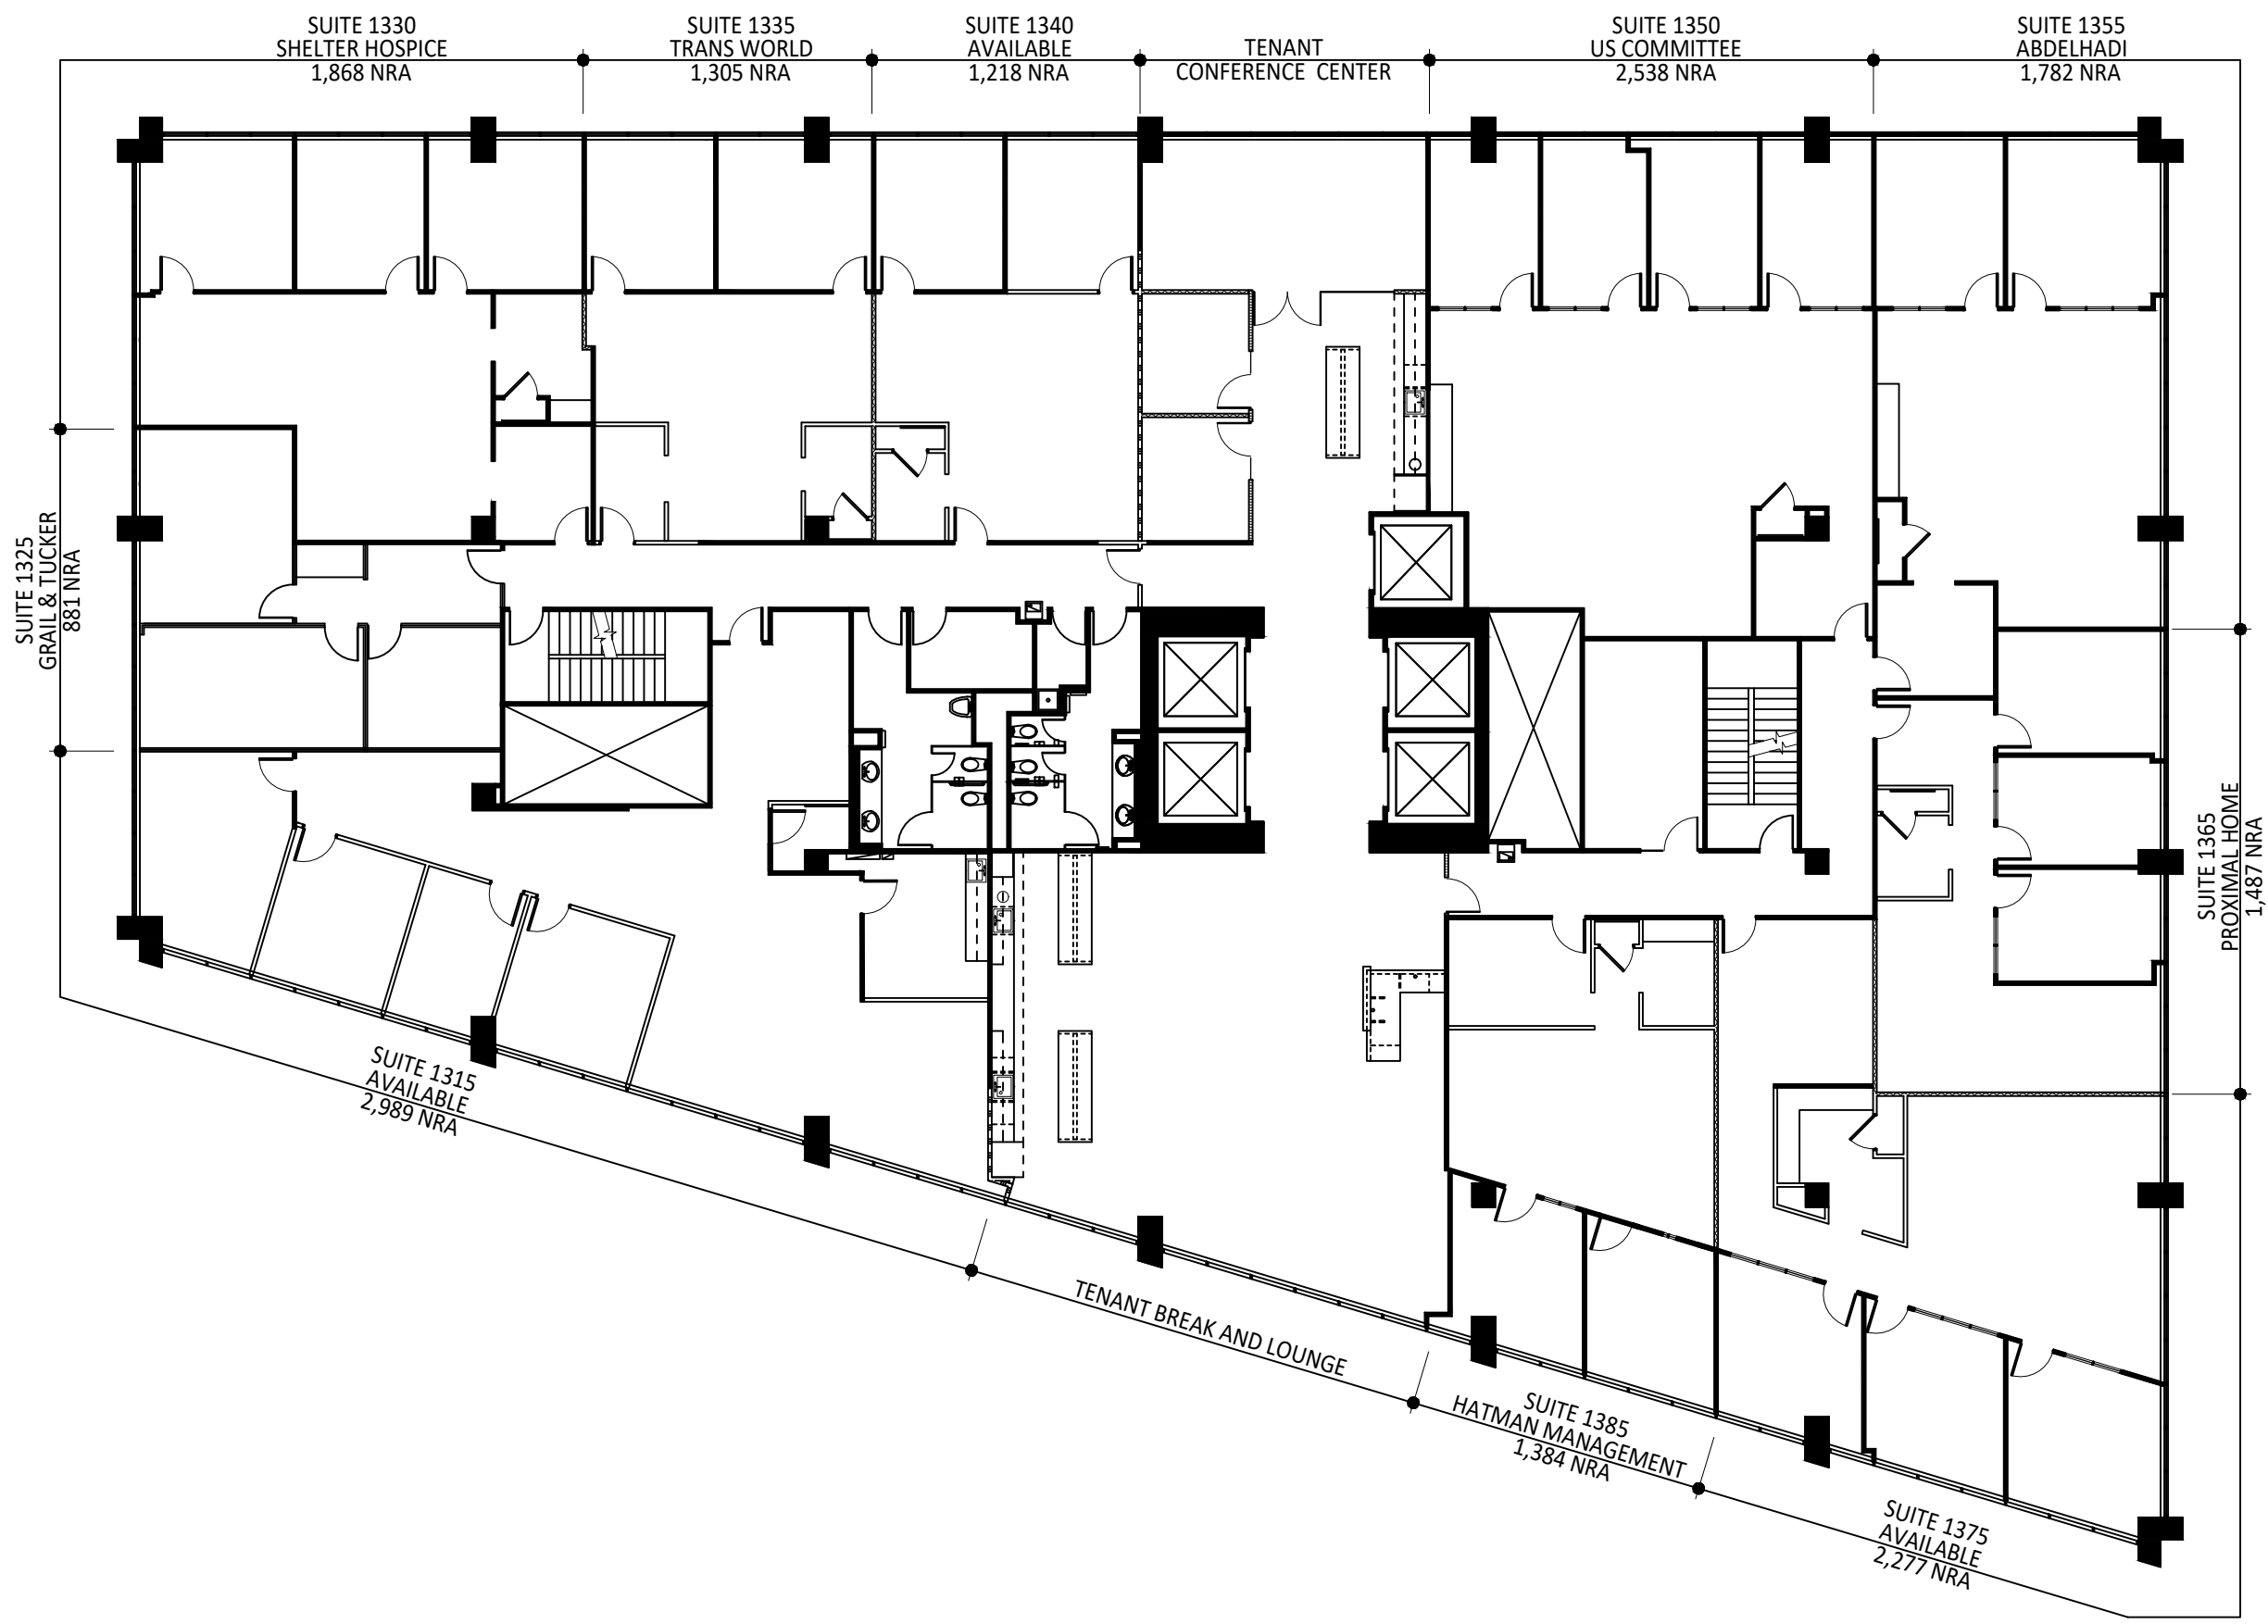 SUITE 1330
SHELTER HOSPICE
1,868 NRA
SUITE 1335
TRANS WORLD
1,305 NRA
SUITE 1340
AVAILABLE
1,218 NRA
TENANT
CONFERENCE CENTER
SUITE 1350
US COMMITTEE
2,538 NRA
SUITE 1355
ABDELHADI
1,782 NRA
SUITE 1325
GRAIL & TUCKER
881 NRA
SUITE 1365
PROXIMAL HOME
1,487 NRA
SUITE 1315
AVAILABLE
2,989 NRA
TENANT BREAK AND LOUNGE
SUITE 1385
HATMAN MANAGEMENT
1,384 NRA
SUITE 1375
AVAILABLE
2,277 NRA